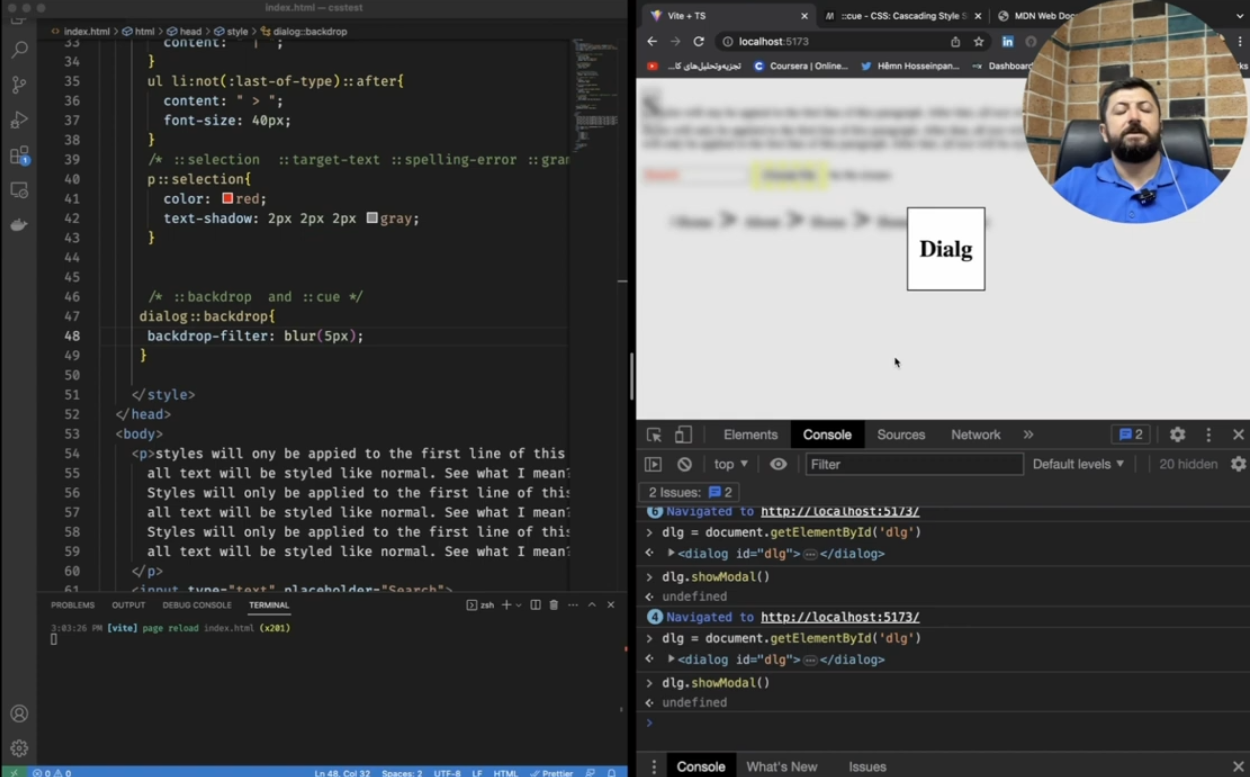 index.html — csstest
index.html > html > head > style > dialog::backdrop
33 content: " | ";
34 }
35 ul li:not(:last-of-type)::after{
36 content: " > ";
37 font-size: 40px;
38 }
39 /* ::selection ::target-text ::spelling-error ::gram
40 p::selection{
41 color: red;
42 text-shadow: 2px 2px 2px gray;
43 }
44
45
46 /* ::backdrop and ::cue */
47 dialog::backdrop{
48 backdrop-filter: blur(5px);
49 }
50
51 </style>
52 </head>
53 <body>
54 <p>styles will ony be appied to the first line of this
55 all text will be styled like normal. See what I mean?
56 Styles will only be applied to the first line of this
57 all text will be styled like normal. See what I mean?
58 Styles will only be applied to the first line of this
59 all text will be styled like normal. See what I mean?
60 </p>
61 <input type="text" placeholder="Search">
PROBLEMS OUTPUT DEBUG CONSOLE TERMINAL zsh
3:03:26 PM [vite] page reload index.html (x201)
0 0 Ln 48, Col 32 Spaces: 2 UTF-8 LF HTML Prettier
Vite + TS ::cue - CSS: Cascading Style S MDN Web Doc
localhost:5173
تجزیه‌وتحلیل‌های کا... Coursera | Online... Hêmn Hosseinpan... Dashboard
Dialg
Elements Console Sources Network » 2
top Filter Default levels 20 hidden
2 Issues: 2
6 Navigated to http://localhost:5173/
> dlg = document.getElementById('dlg')
<dialog id="dlg">…</dialog>
> dlg.showModal()
undefined
4 Navigated to http://localhost:5173/
> dlg = document.getElementById('dlg')
<dialog id="dlg">…</dialog>
> dlg.showModal()
undefined
>
Console What's New Issues